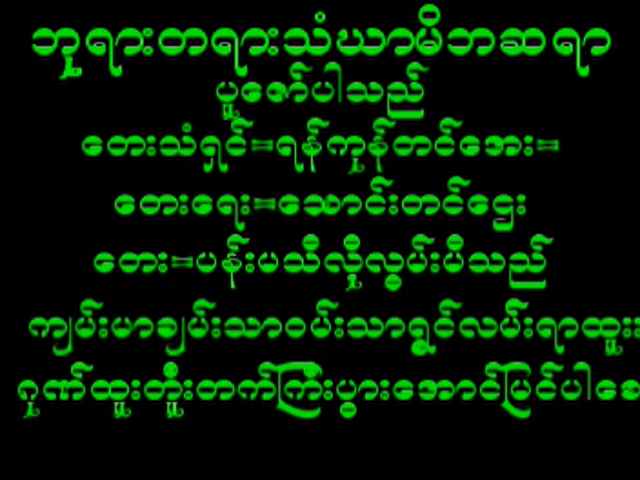 ဘုရားတရားသံဃာမိဘဆရာ
ပူဇော်ပါသည်
တေးသံရှင်=ရန်ကုန်တင်အေး=
တေးရေး=သောင်းတင်ဌေး
တေး=ပန်းပသီလို့လွမ်းမိသည်
ကျမ်းမာချမ်းသာဝမ်းသာရွှင်လမ်းရာထူး
ဂုဏ်ထူးတိုးတက်ကြီးပွားအောင်မြင်ပါစေ